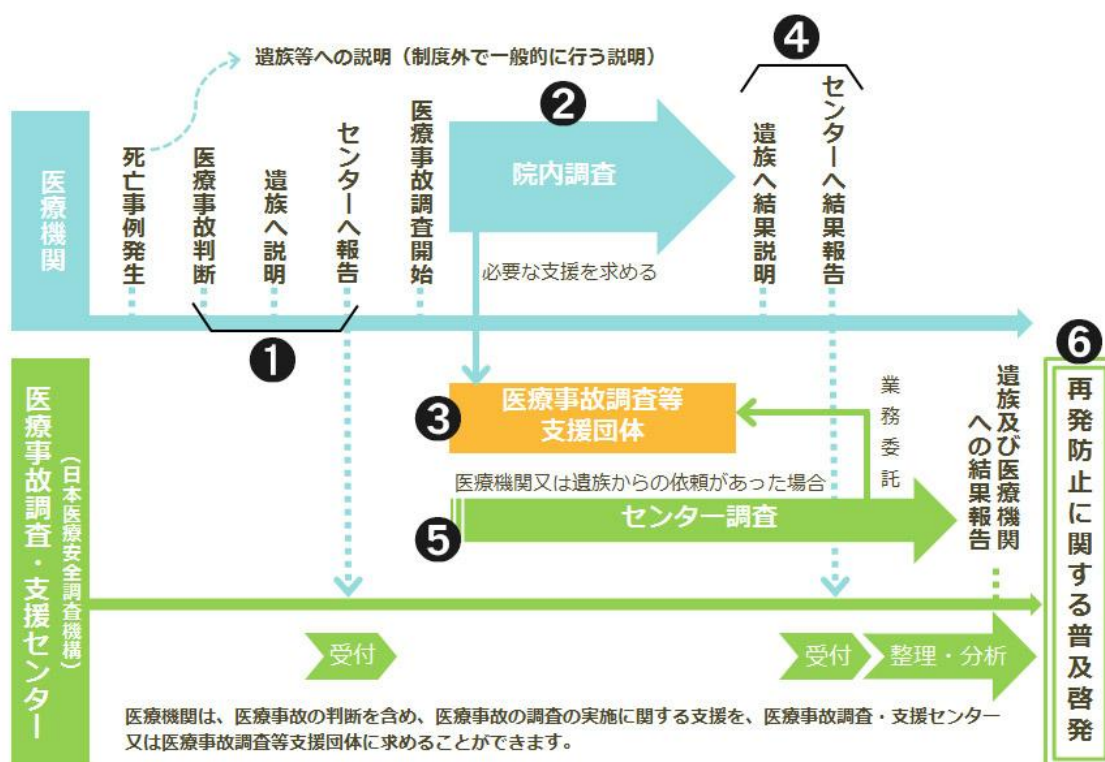 遺族等への説明（制度外で一般的に行う説明）
❹
❷
医療機関
死亡事例発生
医療事故判断
遺族へ説明
センターへ報告
医療事故調査開始
院内調査
遺族へ結果説明
センターへ結果報告
必要な支援を求める
❶
❸
医療事故調査等
支援団体
業務委託
医療機関又は遺族からの依頼があった場合
❺
センター調査
遺族及び医療機関
への結果報告
❻
再発防止に関する普及啓発
医療事故調査・支援センター
（日本医療安全調査機構）
受付
受付
整理・分析
医療機関は、医療事故の判断を含め、医療事故の調査の実施に関する支援を、医療事故調査・支援センター
又は医療事故調査等支援団体に求めることができます。